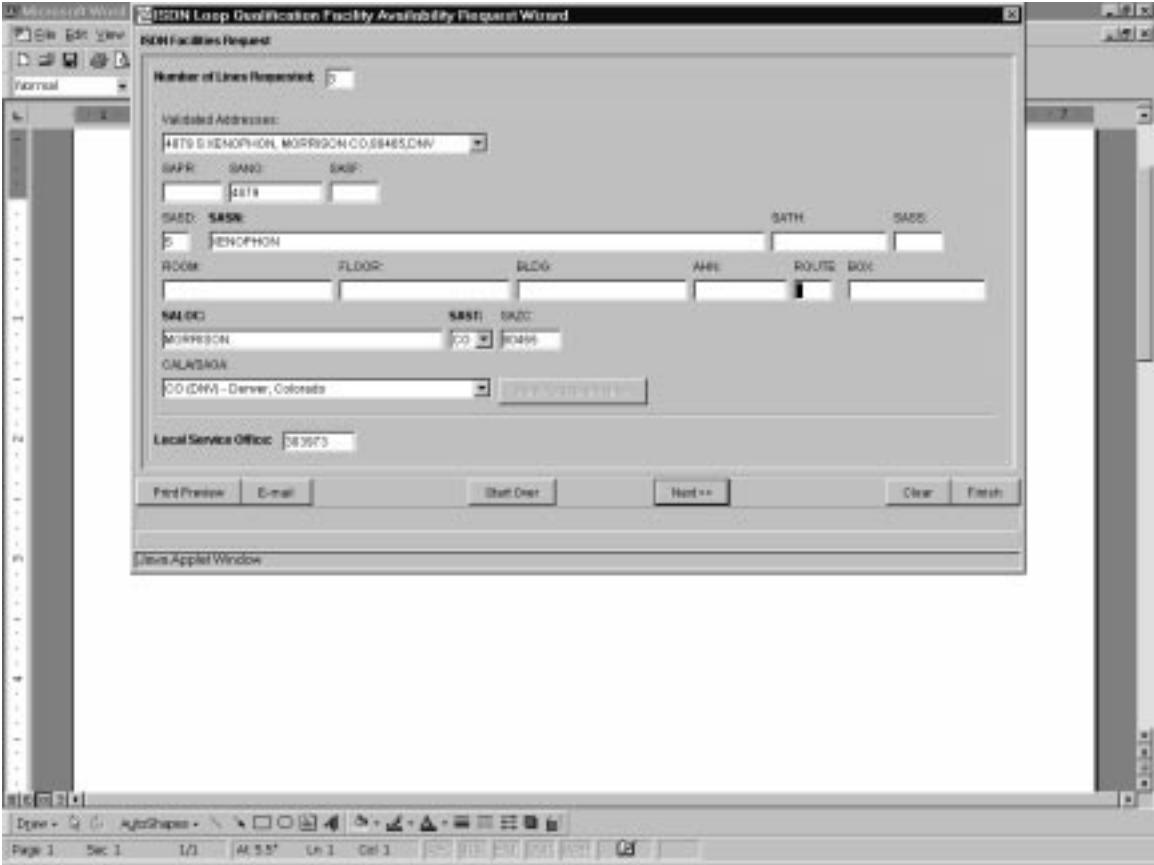 Microsoft Word
ISDN Loop Qualification Facility Availability Request Wizard
File Edit View
ISDN Facilities Request
Normal
Number of Lines Requested:
Validated Addresses:
4879 S XENOPHON, MORRISON CO,80465,DNV
SAPR: SANO: SASF:
4879
SASD: SASN: SATH: SASS:
S XENOPHON
ROOM: FLOOR: BLDG: AHN: ROUTE: BOX:
SALOC: SAST: SAZC:
MORRISON CO 80465
CALA/SAGA:
CO (DNV) - Denver, Colorado
Local Service Office: 303973
Print Preview E-mail Start Over Next >> Clear Finish
Java Applet Window
Draw AutoShapes
Page 1 Sec 1 1/1 At 5.5" Ln 1 Col 1